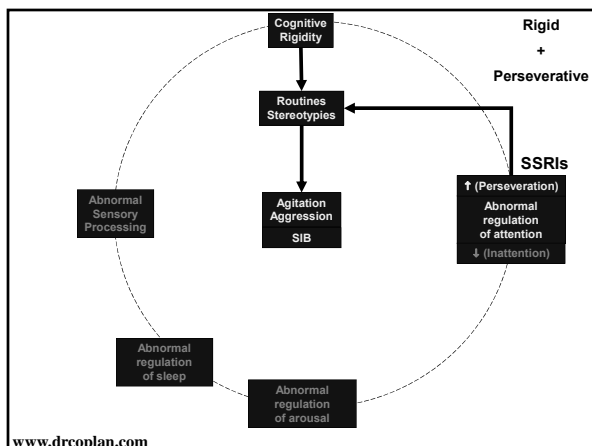 Cognitive
Rigidity
Rigid
+
Perseverative
Routines
Stereotypies
SSRIs
↑ (Perseveration)
Abnormal
regulation
of attention
↓ (Inattention)
Abnormal
Sensory
Processing
Agitation
Aggression
SIB
Abnormal
regulation
of sleep
Abnormal
regulation
of arousal
www.drcoplan.com